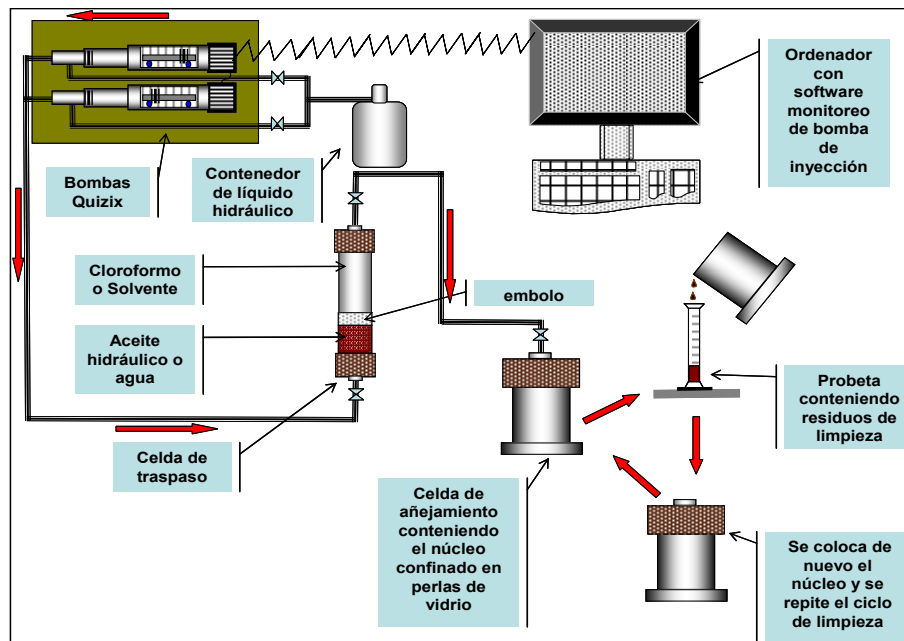 Bombas
Quizix
Contenedor
de líquido
hidráulico
Ordenador
con
software
monitoreo
de bomba
de
inyección
Cloroformo
o Solvente
embolo
Aceite
hidráulico o
agua
Celda de
traspaso
Celda de
añejamiento
conteniendo
el núcleo
confinado en
perlas de
vidrio
Probeta
conteniendo
residuos de
limpieza
Se coloca de
nuevo el
núcleo y se
repite el ciclo
de limpieza